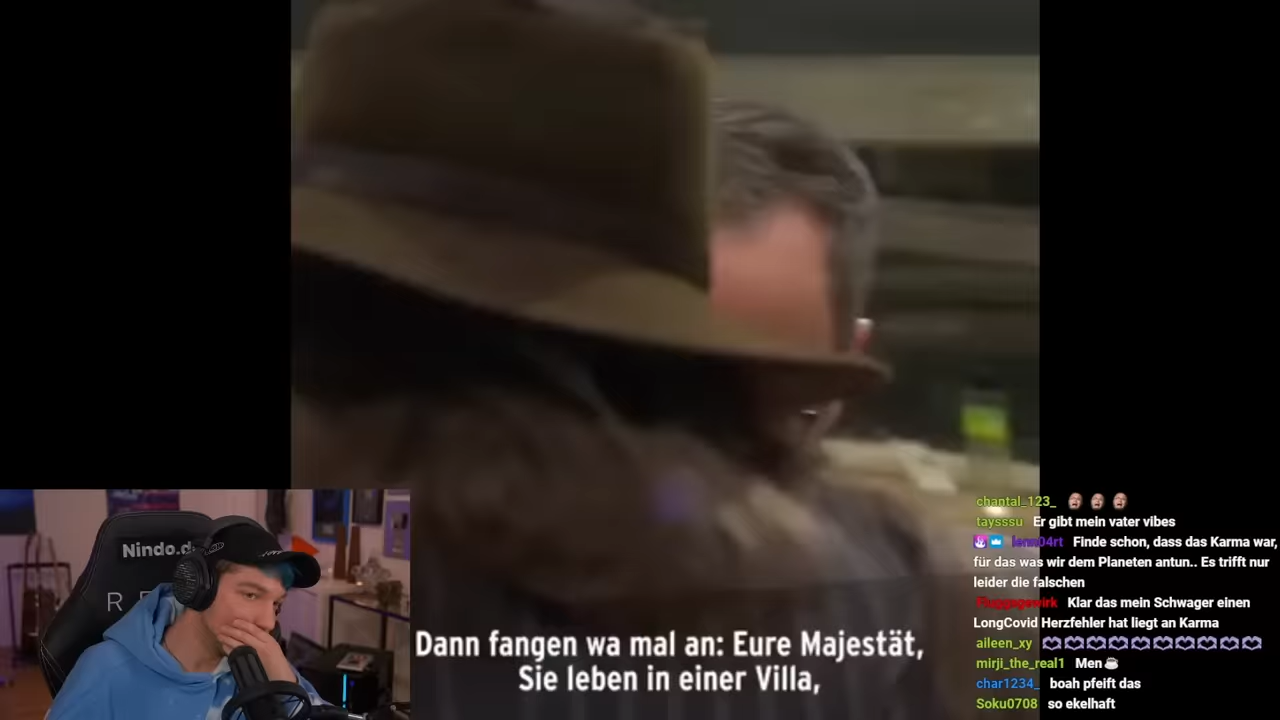 Nindo.d
R E
chantal_123_
taysssu Er gibt mein vater vibes
lenn04rt Finde schon, dass das Karma war,
für das was wir dem Planeten antun.. Es trifft nur
leider die falschen
Fluggegewirk Klar das mein Schwager einen
LongCovid Herzfehler hat liegt an Karma
aileen_xy
mirji_the_real1 Men
char1234_ boah pfeift das
Soku0708 so ekelhaft
Dann fangen wa mal an: Eure Majestät,
Sie leben in einer Villa,